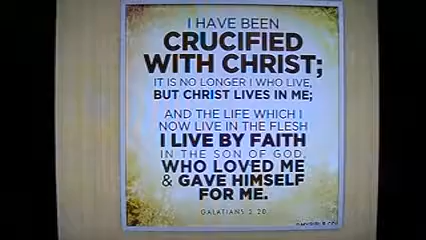 I HAVE BEEN
CRUCIFIED
WITH CHRIST;
IT IS NO LONGER I WHO LIVE,
BUT CHRIST LIVES IN ME;
AND THE LIFE WHICH I
NOW LIVE IN THE FLESH
I LIVE BY FAITH
IN THE SON OF GOD,
WHO LOVED ME
& GAVE HIMSELF
FOR ME.
GALATIANS 2:20